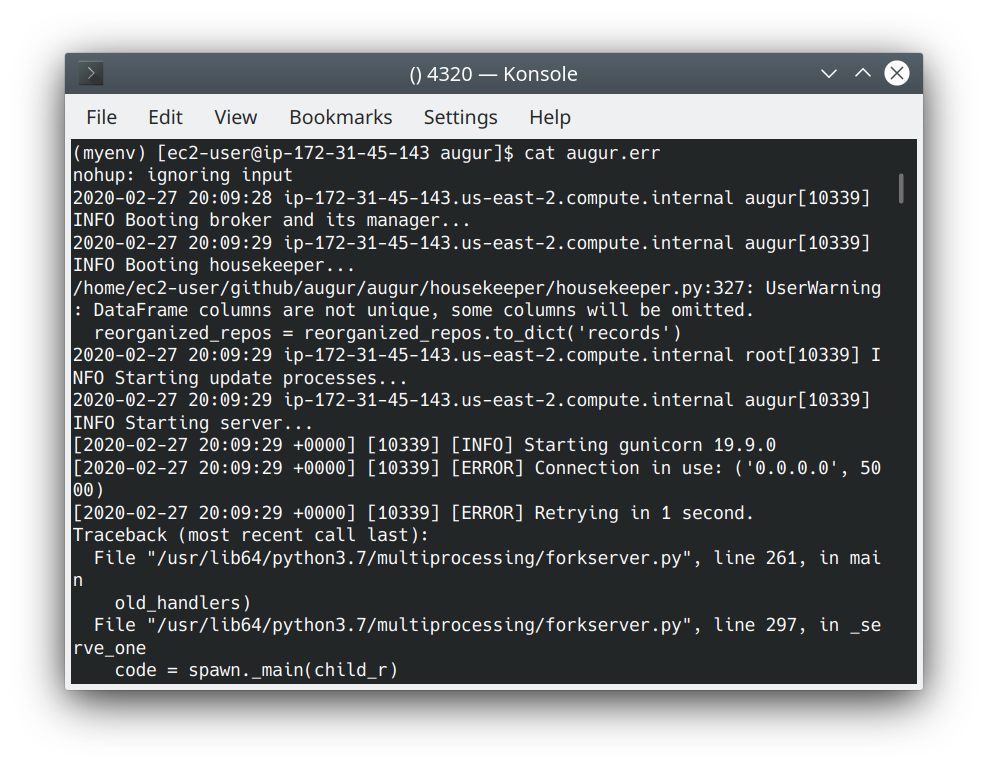 () 4320 — Konsole
File Edit View Bookmarks Settings Help
(myenv) [ec2-user@ip-172-31-45-143 augur]$ cat augur.err
nohup: ignoring input
2020-02-27 20:09:28 ip-172-31-45-143.us-east-2.compute.internal augur[10339]
INFO Booting broker and its manager...
2020-02-27 20:09:29 ip-172-31-45-143.us-east-2.compute.internal augur[10339]
INFO Booting housekeeper...
/home/ec2-user/github/augur/augur/housekeeper/housekeeper.py:327: UserWarning
: DataFrame columns are not unique, some columns will be omitted.
  reorganized_repos = reorganized_repos.to_dict('records')
2020-02-27 20:09:29 ip-172-31-45-143.us-east-2.compute.internal root[10339] I
NFO Starting update processes...
2020-02-27 20:09:29 ip-172-31-45-143.us-east-2.compute.internal augur[10339]
INFO Starting server...
[2020-02-27 20:09:29 +0000] [10339] [INFO] Starting gunicorn 19.9.0
[2020-02-27 20:09:29 +0000] [10339] [ERROR] Connection in use: ('0.0.0.0', 50
00)
[2020-02-27 20:09:29 +0000] [10339] [ERROR] Retrying in 1 second.
Traceback (most recent call last):
  File "/usr/lib64/python3.7/multiprocessing/forkserver.py", line 261, in mai
n
    old_handlers)
  File "/usr/lib64/python3.7/multiprocessing/forkserver.py", line 297, in _se
rve_one
    code = spawn._main(child_r)